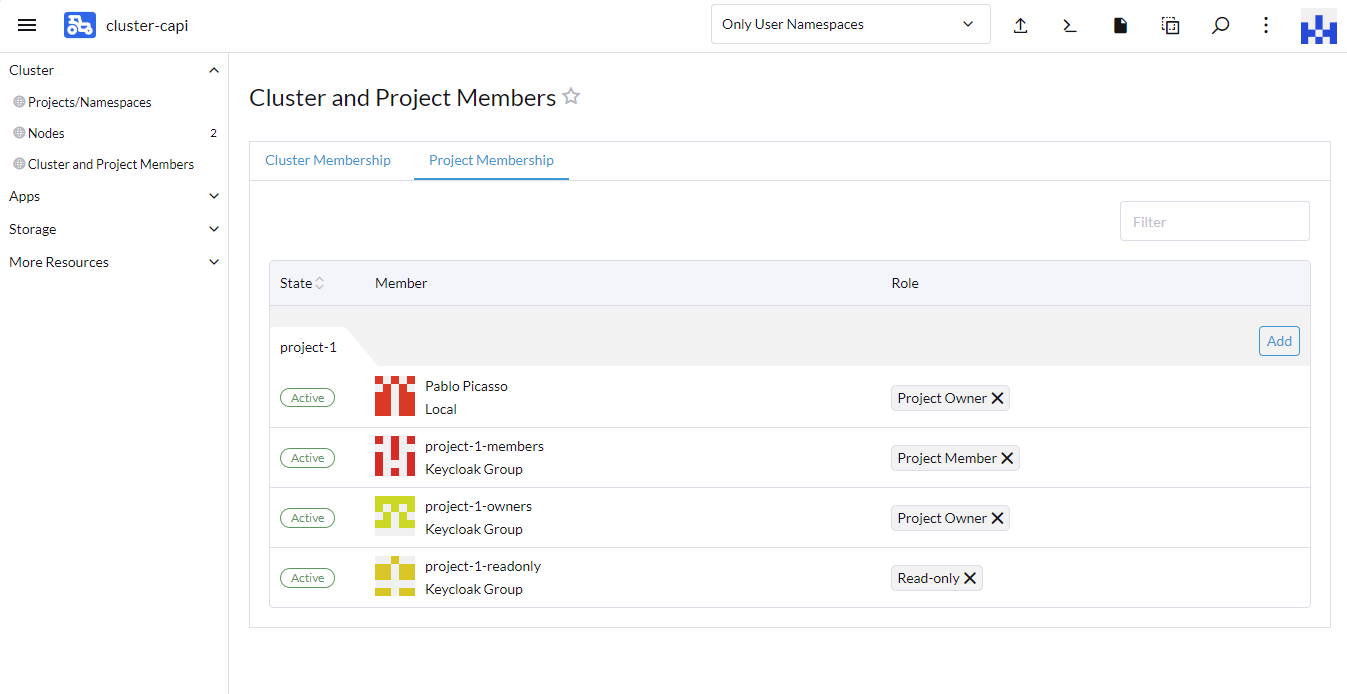 cluster-capi
Only User Namespaces
Cluster
Projects/Namespaces
Nodes 2
Cluster and Project Members
Apps
Storage
More Resources
Cluster and Project Members
Cluster Membership Project Membership
Filter
State Member Role
project-1 Add
Active Pablo Picasso Project Owner
Local
Active project-1-members Project Member
Keycloak Group
Active project-1-owners Project Owner
Keycloak Group
Active project-1-readonly Read-only
Keycloak Group